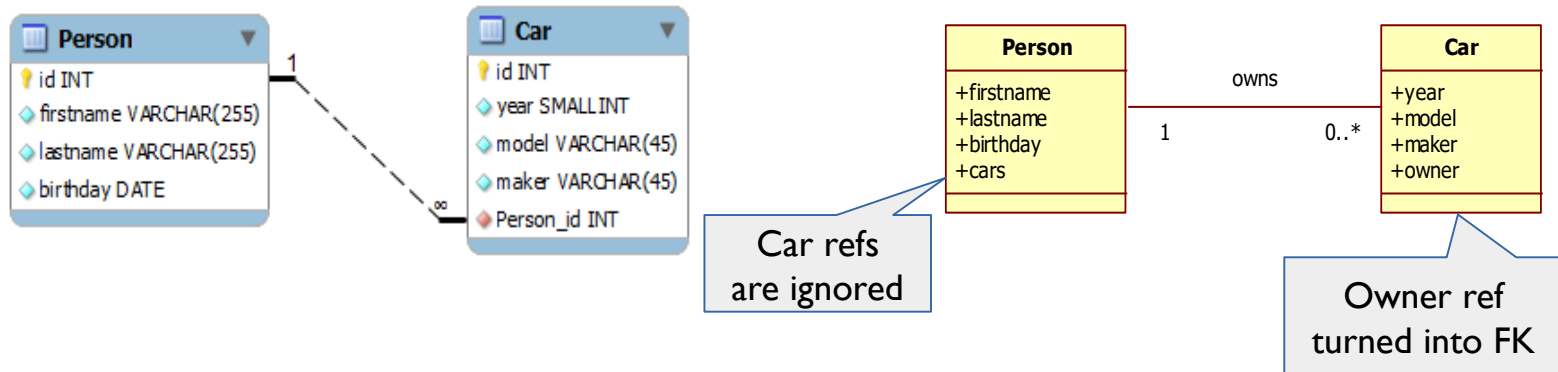 Person
id INT
firstname VARCHAR(255)
lastname VARCHAR(255)
birthday DATE
1
∞
Car
id INT
year SMALLINT
model VARCHAR(45)
maker VARCHAR(45)
Person_id INT
Person
+firstname
+lastname
+birthday
+cars
owns
1
0..*
Car
+year
+model
+maker
+owner
Car refs
are ignored
Owner ref
turned into FK